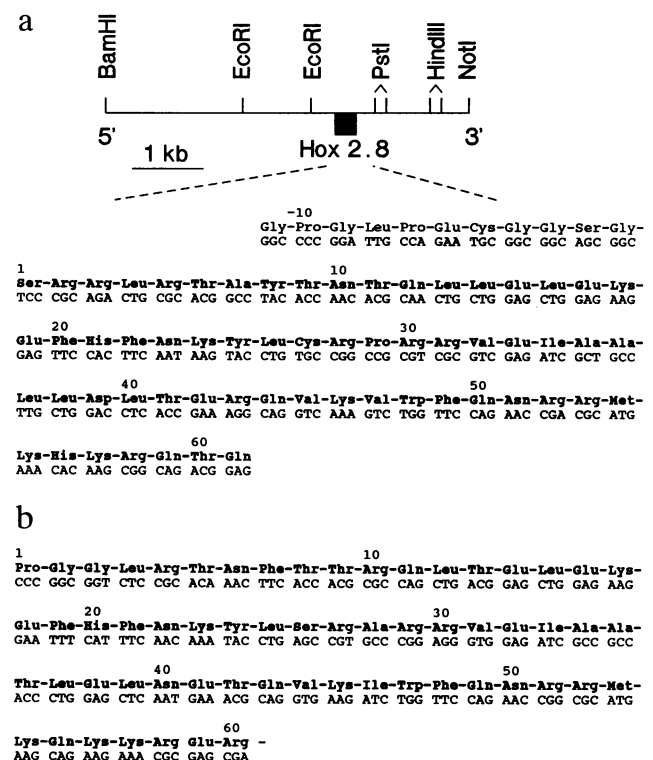 a
BamHI EcoRI EcoRI PstI HindIII NotI
5' 3'
1 kb Hox 2.8
-10
Gly-Pro-Gly-Leu-Pro-Glu-Cys-Gly-Gly-Ser-Gly-
GGC CCC GGA TTG CCA GAA TGC GGC GGC AGC GGC
1 10
Ser-Arg-Arg-Leu-Arg-Thr-Ala-Tyr-Thr-Asn-Thr-Gln-Leu-Leu-Glu-Leu-Glu-Lys-
TCC CGC AGA CTG CGC ACG GCC TAC ACC AAC ACG CAA CTG CTG GAG CTG GAG AAG
20 30
Glu-Phe-His-Phe-Asn-Lys-Tyr-Leu-Cys-Arg-Pro-Arg-Arg-Val-Glu-Ile-Ala-Ala-
GAG TTC CAC TTC AAT AAG TAC CTG TGC CGG CCG CGT CGC GTC GAG ATC GCT GCC
40 50
Leu-Leu-Asp-Leu-Thr-Glu-Arg-Gln-Val-Lys-Val-Trp-Phe-Gln-Asn-Arg-Arg-Met-
TTG CTG GAC CTC ACC GAA AGG CAG GTC AAA GTC TGG TTC CAG AAC CGA CGC ATG
60
Lys-His-Lys-Arg-Gln-Thr-Gln
AAA CAC AAG CGG CAG ACG GAG
b
1 10
Pro-Gly-Gly-Leu-Arg-Thr-Asn-Phe-Thr-Thr-Arg-Gln-Leu-Thr-Glu-Leu-Glu-Lys-
CCC GGC GGT CTC CGC ACA AAC TTC ACC ACG CGC CAG CTG ACG GAG CTG GAG AAG
20 30
Glu-Phe-His-Phe-Asn-Lys-Tyr-Leu-Ser-Arg-Ala-Arg-Arg-Val-Glu-Ile-Ala-Ala-
GAA TTT CAT TTC AAC AAA TAC CTG AGC CGT GCC CGG AGG GTG GAG ATC GCC GCC
40 50
Thr-Leu-Glu-Leu-Asn-Glu-Thr-Gln-Val-Lys-Ile-Trp-Phe-Gln-Asn-Arg-Arg-Met-
ACC CTG GAG CTC AAT GAA ACG CAG GTG AAG ATC TGG TTC CAG AAC CGG CGC ATG
60
Lys-Gln-Lys-Lys-Arg Glu-Arg -
AAG CAG AAG AAA CGC GAG CGA